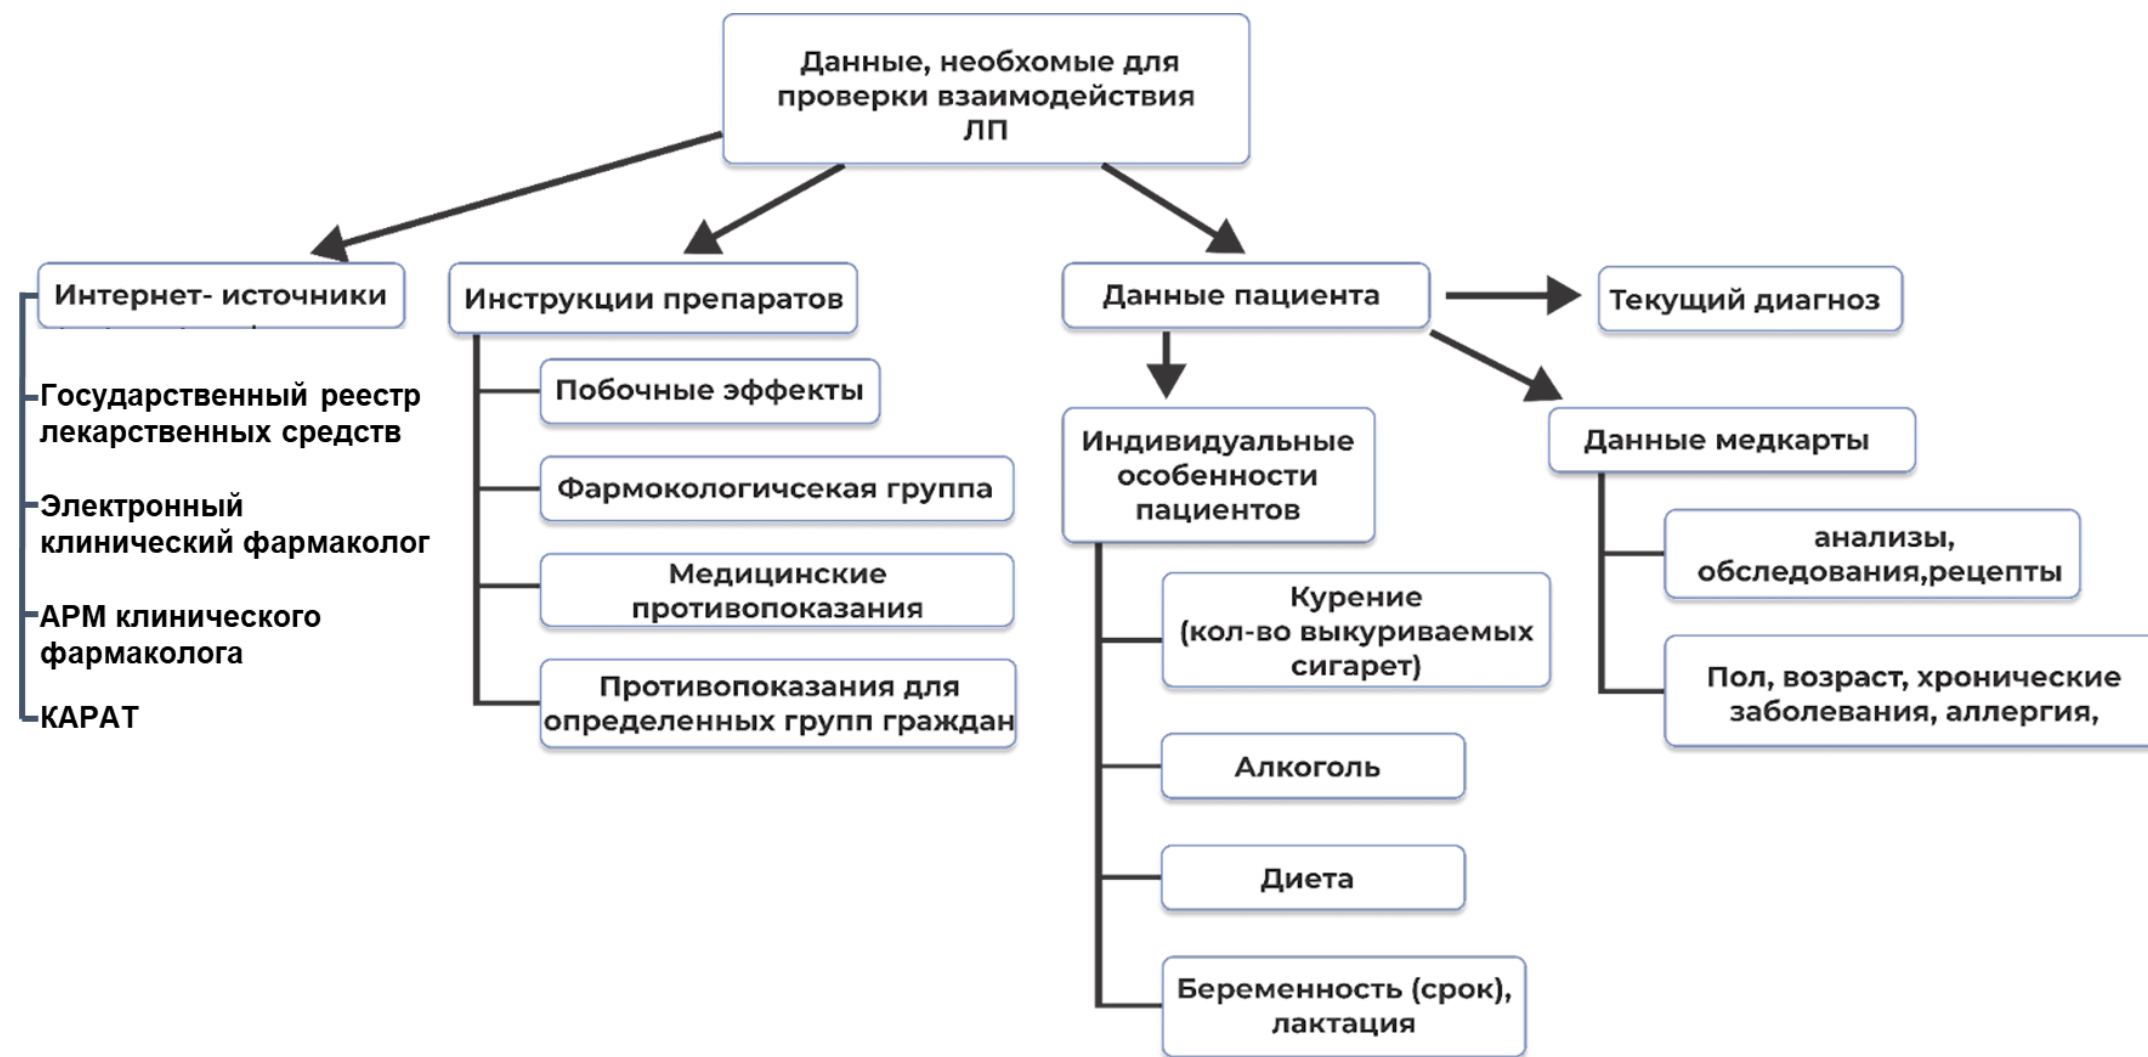 Данные, необхомые для
проверки взаимодействия
ЛП
Интернет- источники
Государственный реестр
лекарственных средств
Электронный
клинический фармаколог
АРМ клинического
фармаколога
КАРАТ
Инструкции препаратов
Побочные эффекты
Фармокологичсекая группа
Медицинские
противопоказания
Противопоказания для
определенных групп граждан
Данные пациента
Текущий диагноз
Индивидуальные
особенности
пациентов
Курение
(кол-во выкуриваемых
сигарет)
Алкоголь
Диета
Беременность (срок),
лактация
Данные медкарты
анализы,
обследования,рецепты
Пол, возраст, хронические
заболевания, аллергия,